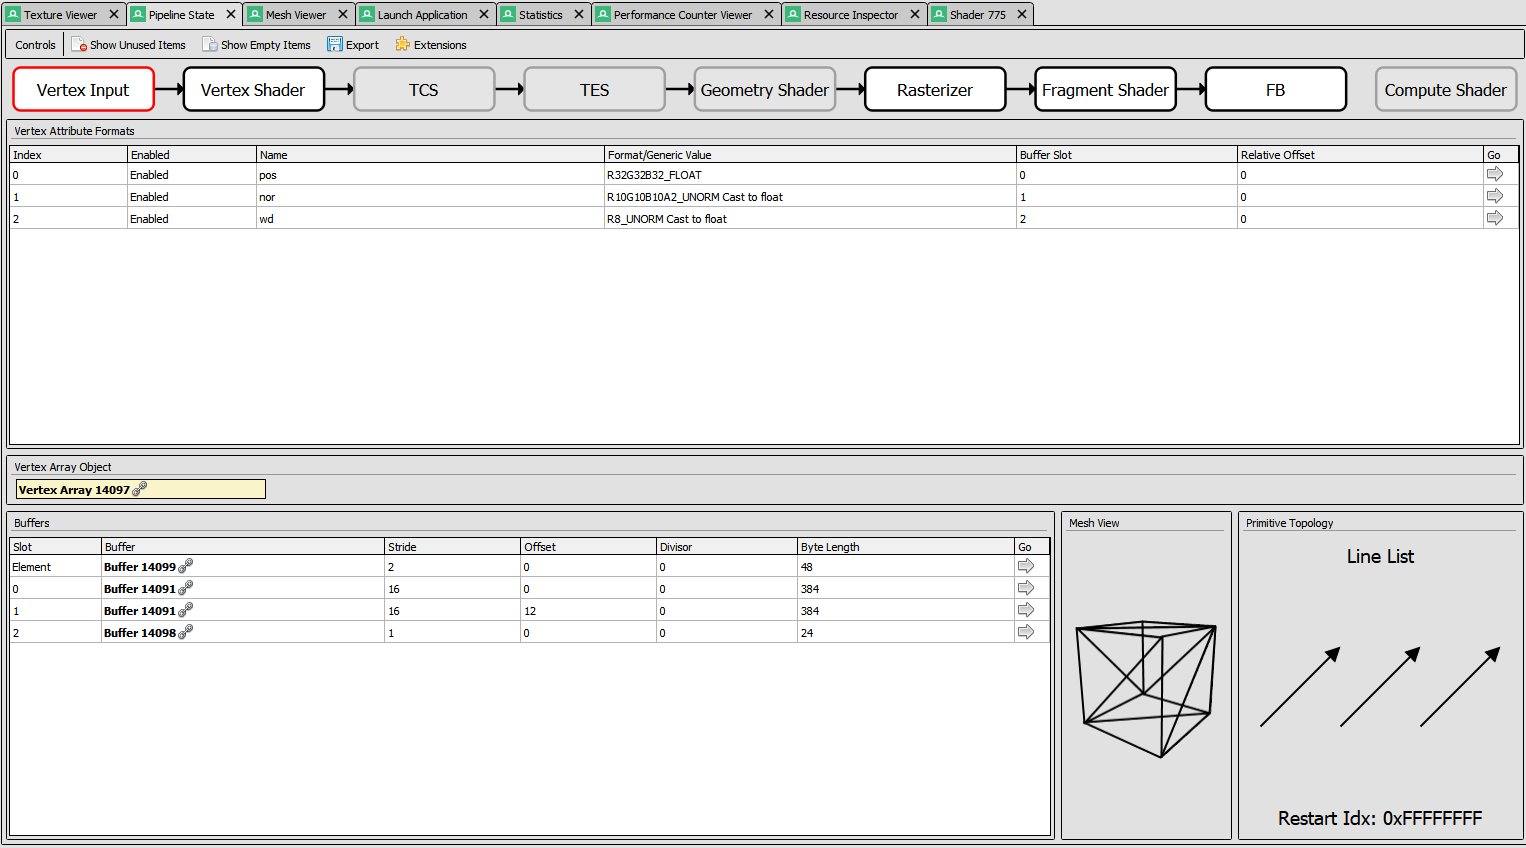 Texture Viewer Pipeline State Mesh Viewer Launch Application Statistics Performance Counter Viewer Resource Inspector Shader 775
Controls Show Unused Items Show Empty Items Export Extensions
Vertex Input Vertex Shader TCS TES Geometry Shader Rasterizer Fragment Shader FB Compute Shader
Vertex Attribute Formats
Index Enabled Name Format/Generic Value Buffer Slot Relative Offset Go
0 Enabled pos R32G32B32_FLOAT 0 0
1 Enabled nor R10G10B10A2_UNORM Cast to float 1 0
2 Enabled wd R8_UNORM Cast to float 2 0
Vertex Array Object
Vertex Array 14097
Buffers
Slot Buffer Stride Offset Divisor Byte Length Go
Element Buffer 14099 2 0 0 48
0 Buffer 14091 16 0 0 384
1 Buffer 14091 16 12 0 384
2 Buffer 14098 1 0 0 24
Mesh View
Primitive Topology
Line List
Restart Idx: 0xFFFFFFFF